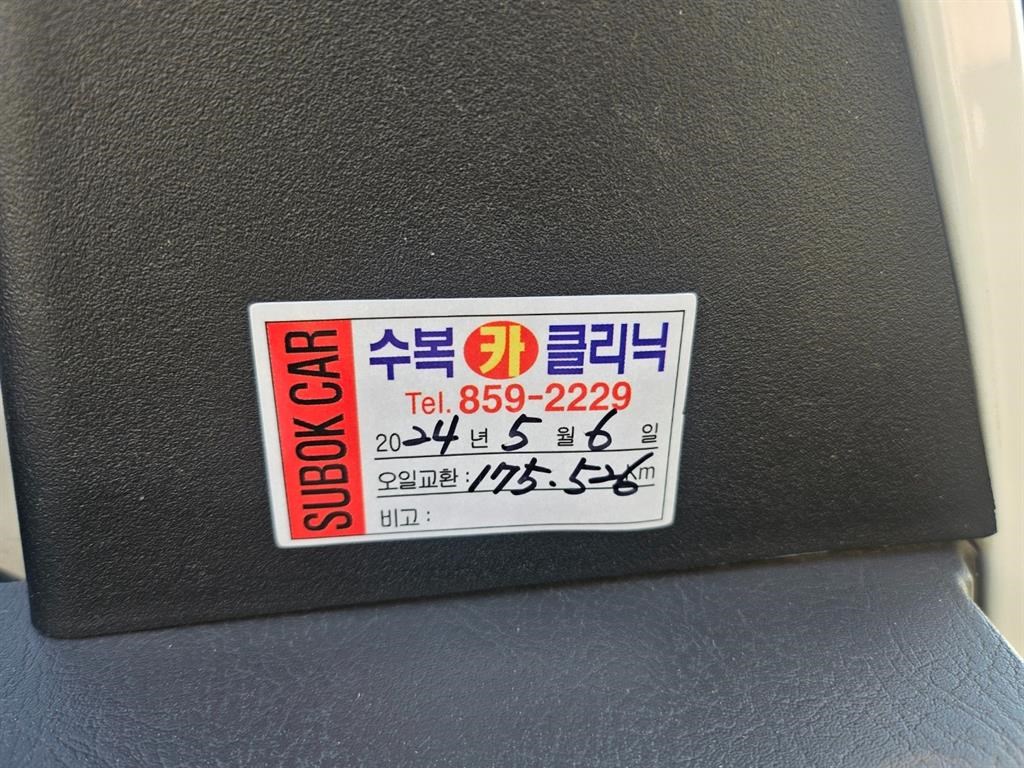 SUBOK CAR
수복 카 클리닉
Tel. 859-2229
2024 년 5 월 6 일
오일교환 : 175.526 Km
비고 :